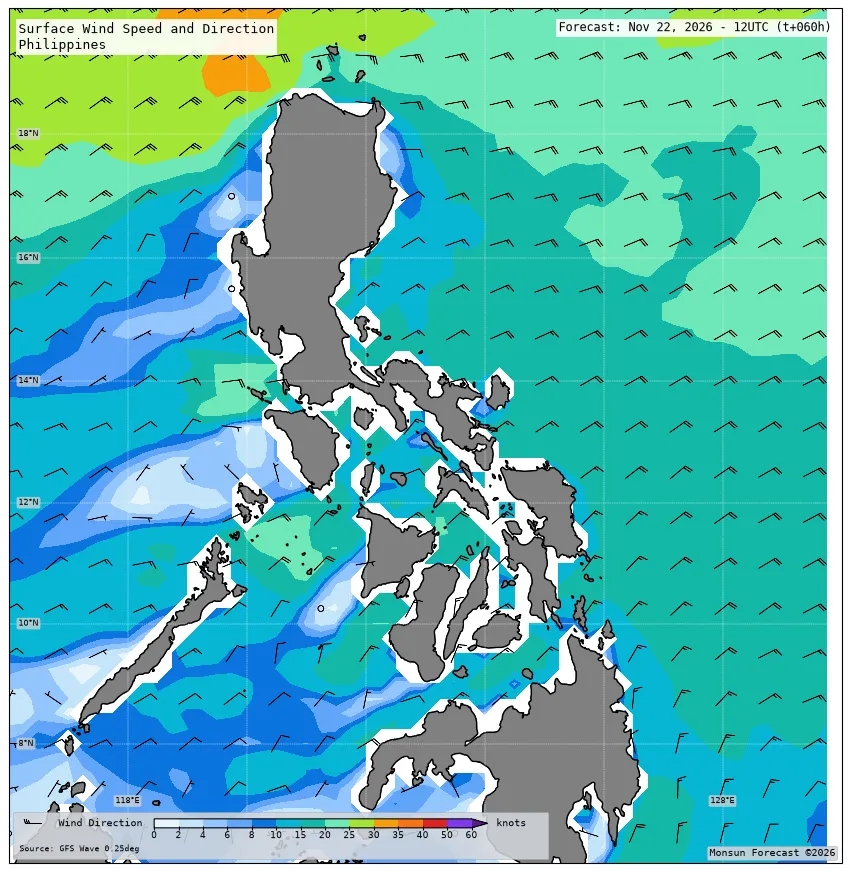 Surface Wind Speed and Direction
Philippines
Forecast: Nov 22, 2026 - 12UTC (t+060h)
18°N
16°N
14°N
12°N
10°N
8°N
118°E
128°E
Wind Direction
0 2 4 6 8 10 15 20 25 30 35 40 50 60
knots
Source: GFS Wave 0.25deg
Monsun Forecast ©2026